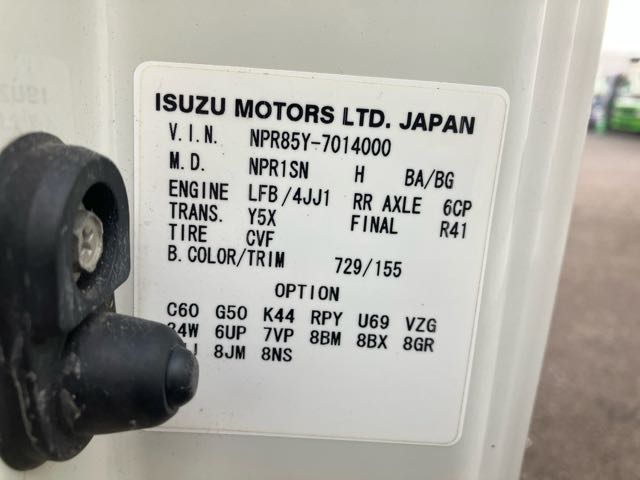 ISUZU MOTORS LTD. JAPAN
V.I.N. NPR85Y-7014000
M.D. NPR1SN H BA/BG
ENGINE LFB/4JJ1 RR AXLE 6CP
TRANS. Y5X FINAL R41
TIRE CVF
B.COLOR/TRIM 729/155
OPTION
C60 G50 K44 RPY U69 VZG
6UP 7VP 8BM 8BX 8GR
8JM 8NS